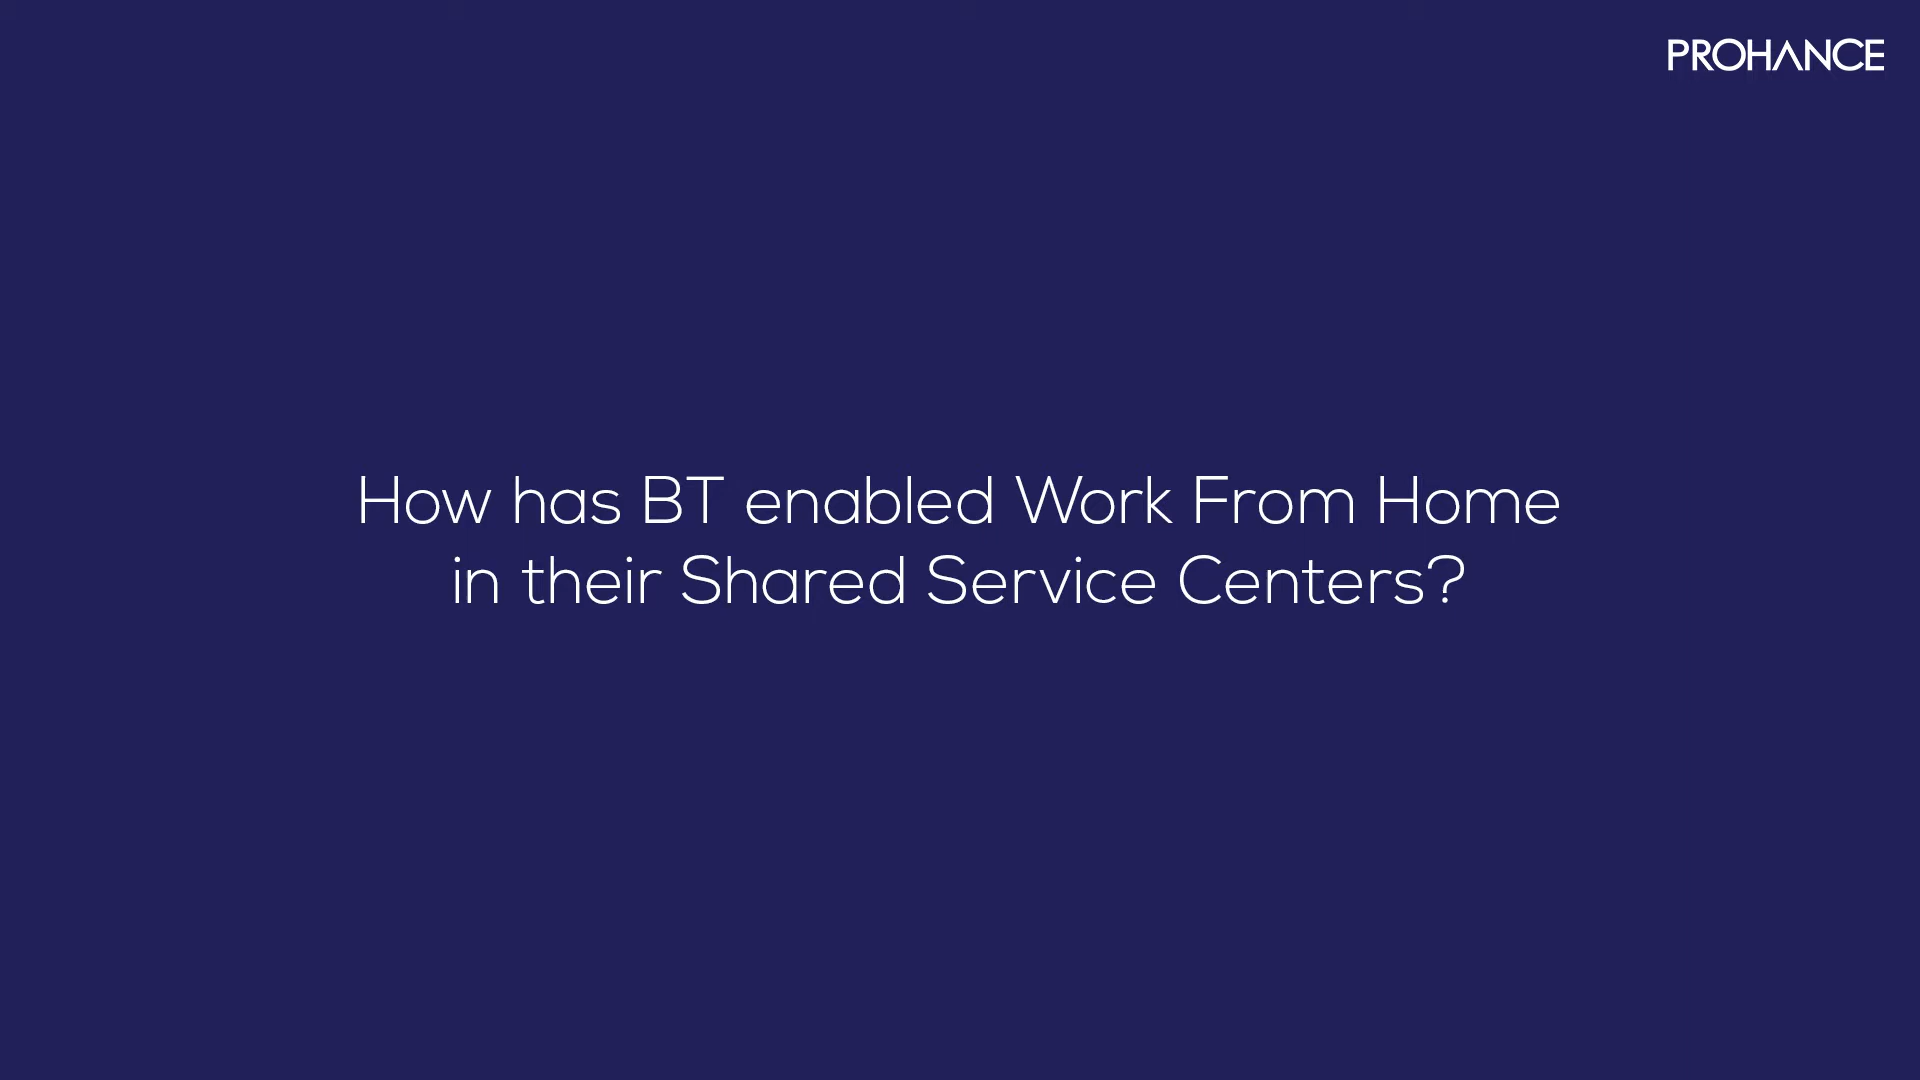 PROHANCE
How has BT enabled Work From Home
in their Shared Service Centers?